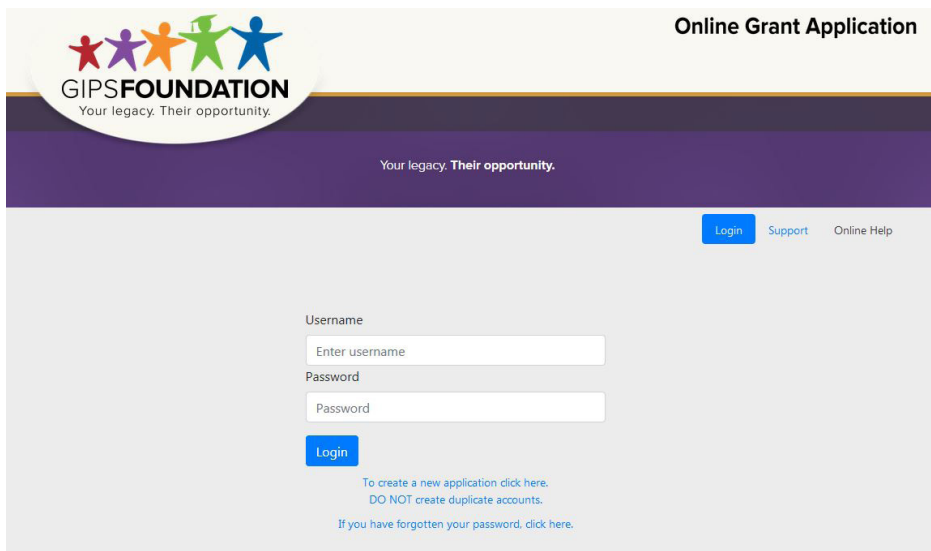 Online Grant Application
GIPSFOUNDATION
Your legacy. Their opportunity.
Your legacy. Their opportunity.
Login Support Online Help
Username
Enter username
Password
Password
Login
To create a new application click here.
DO NOT create duplicate accounts.
If you have forgotten your password, click here.